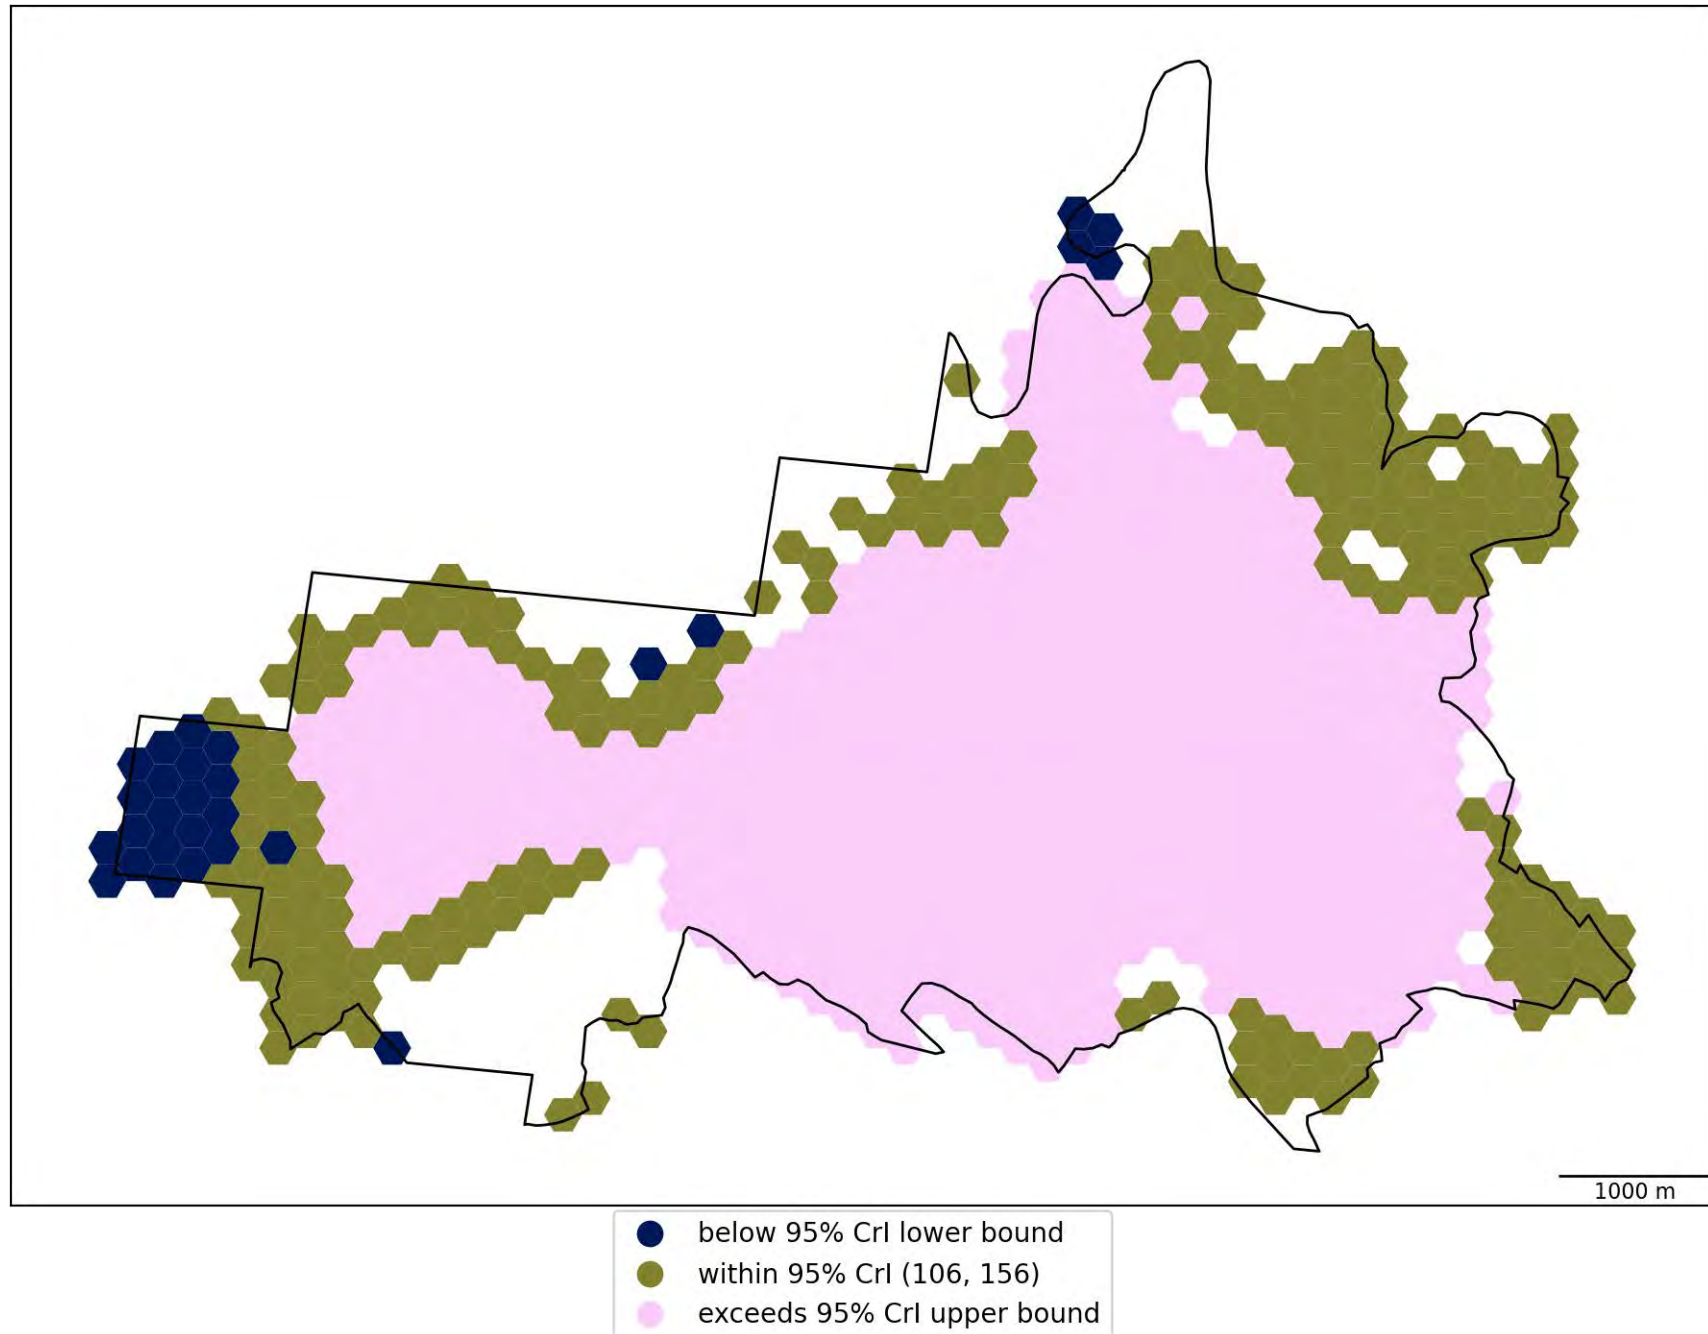 1000 m
below 95% CrI lower bound
within 95% CrI (106, 156)
exceeds 95% CrI upper bound